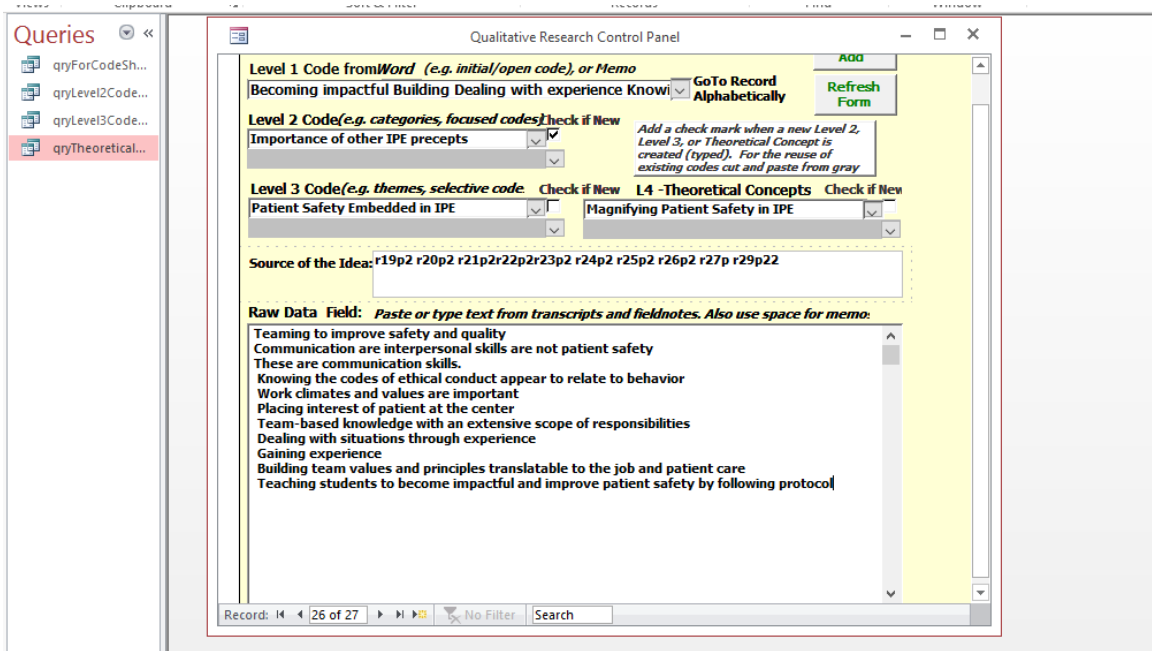 Views Clipboard Sort & Filter Records Find Window
Queries «
qryForCodeSh...
qryLevel2Code...
qryLevel3Code...
qryTheoretical...
Qualitative Research Control Panel
Level 1 Code fromWord (e.g. initial/open code), or Memo
Add
Becoming impactful Building Dealing with experience Knowi
GoTo Record
Alphabetically
Refresh
Form
Level 2 Code(e.g. categories, focused codes)Check if New
Importance of other IPE precepts
Add a check mark when a new Level 2,
Level 3, or Theoretical Concept is
created (typed). For the reuse of
existing codes cut and paste from gray
Level 3 Code(e.g. themes, selective code. Check if New L4 -Theoretical Concepts Check if New
Patient Safety Embedded in IPE
Magnifying Patient Safety in IPE
Source of the Idea: r19p2 r20p2 r21p2r22p2r23p2 r24p2 r25p2 r26p2 r27p r29p22
Raw Data Field: Paste or type text from transcripts and fieldnotes. Also use space for memo:
Teaming to improve safety and quality
Communication are interpersonal skills are not patient safety
These are communication skills.
Knowing the codes of ethical conduct appear to relate to behavior
Work climates and values are important
Placing interest of patient at the center
Team-based knowledge with an extensive scope of responsibilities
Dealing with situations through experience
Gaining experience
Building team values and principles translatable to the job and patient care
Teaching students to become impactful and improve patient safety by following protocol
Record: 26 of 27 No Filter Search